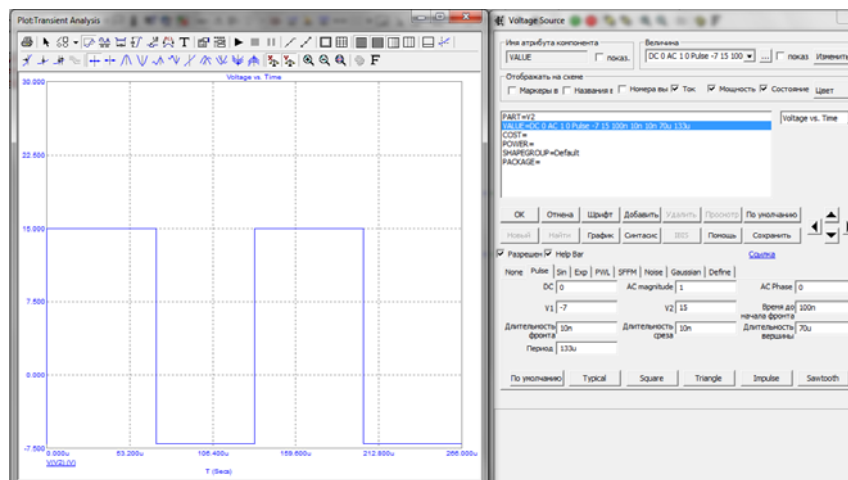 Plot:Transient Analysis
T
F
Voltage vs. Time
30.000
22.500
15.000
7.500
0.000
-7.500
0.000u 53.200u 106.400u 159.600u 212.800u 266.000u
V(V2) (V)
T (Secs)
Voltage Source
Имя атрибута компонента
VALUE
показ.
Величина
DC 0 AC 1 0 Pulse -7 15 100
...
показ
Изменить
Отображать на схеме
Маркеры в
Названия в
Номера вы
Ток
Мощность
Состояние
Цвет
PART=V2
VALUE=DC 0 AC 1 0 Pulse -7 15 100n 10n 10n 70u 133u
COST=
POWER=
SHAPEGROUP=Default
PACKAGE=
Voltage vs. Time
OK Отмена Шрифт Добавить Удалить Просмотр По умолчанию
Новый Найти График Синтаксис IBIS Помощь Сохранить
Разрешен Help Bar Ссылка
None Pulse Sin Exp PWL SFFM Noise Gaussian Define
DC 0 AC magnitude 1 AC Phase 0
V1 -7 V2 15 Время до начала фронта 100n
Длительность фронта 10n Длительность среза 10n Длительность вершины 70u
Период 133u
По умолчанию Typical Square Triangle Impulse Sawtooth